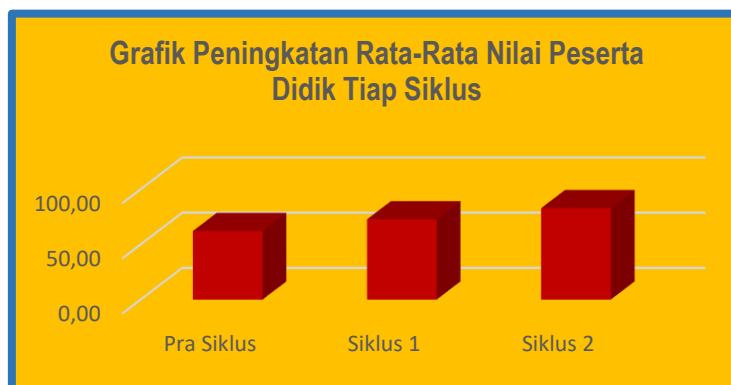 Grafik Peningkatan Rata-Rata Nilai Peserta
Didik Tiap Siklus
100,00
50,00
0,00
Pra Siklus
Siklus 1
Siklus 2